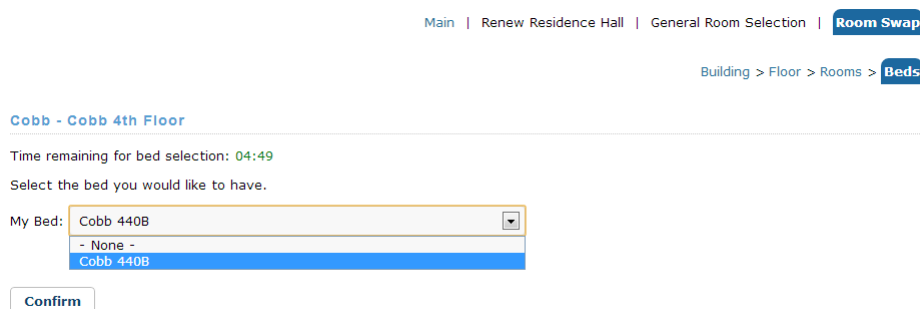 Main | Renew Residence Hall | General Room Selection | Room Swap
Building > Floor > Rooms > Beds
Cobb - Cobb 4th Floor
Time remaining for bed selection: 04:49
Select the bed you would like to have.
My Bed: Cobb 440B
- None -
Cobb 440B
Confirm